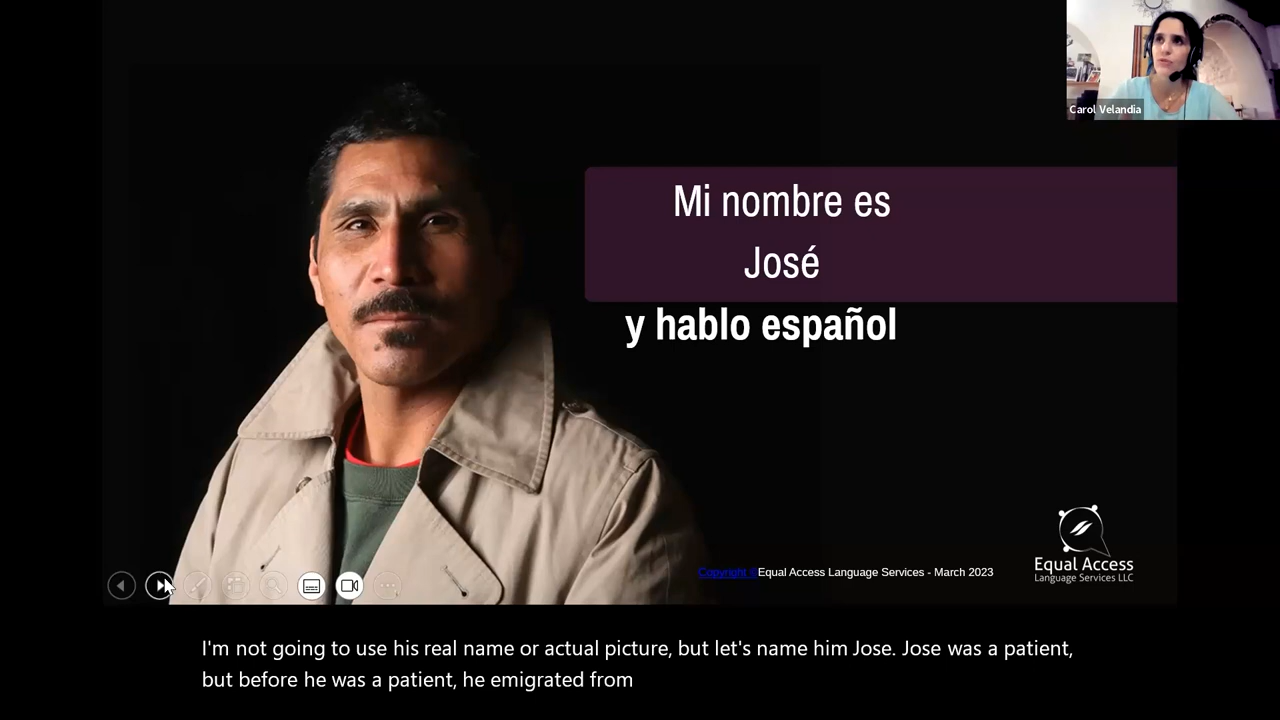 Carol Velandia
Mi nombre es
José
y hablo español
Copyright ©Equal Access Language Services - March 2023
Equal Access
Language Services LLC
I'm not going to use his real name or actual picture, but let's name him Jose. Jose was a patient,
but before he was a patient, he emigrated from